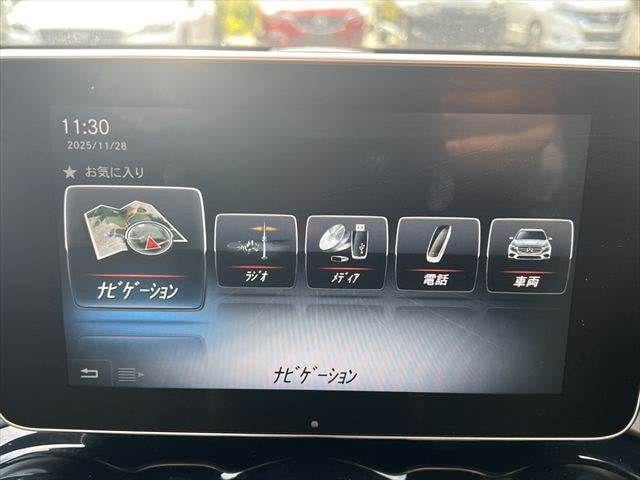 11:30
2025/11/28
★ お気に入り
ﾅﾋﾞｹﾞｰｼｮﾝ
ﾗｼﾞｵ
ﾒﾃﾞｨｱ
電話
車両
ﾅﾋﾞｹﾞｰｼｮﾝ